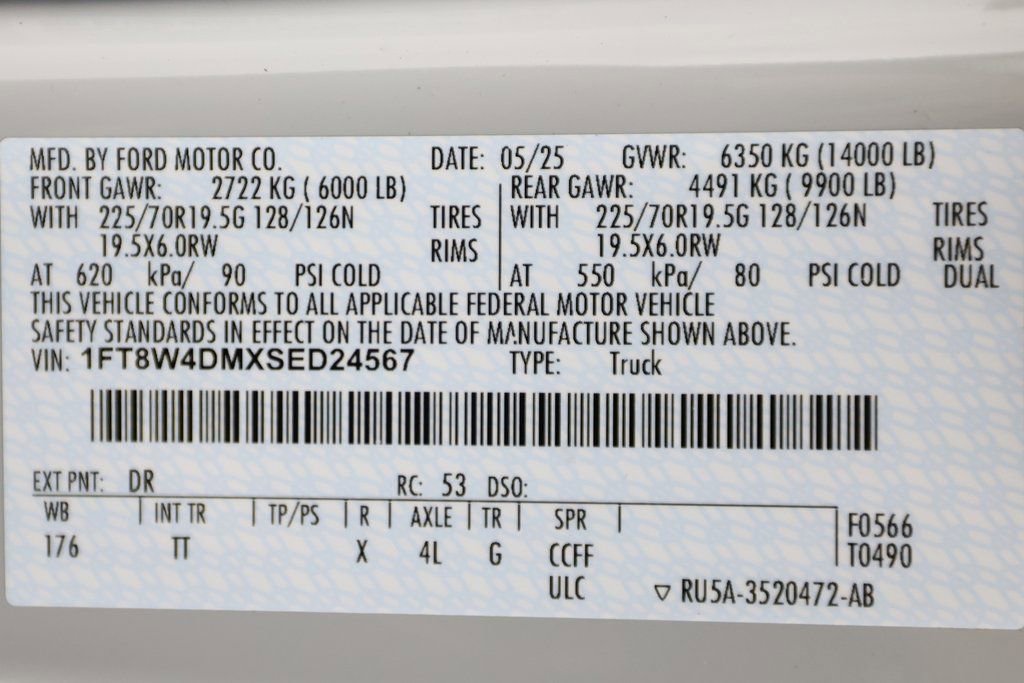 MFD. BY FORD MOTOR CO. DATE: 05/25 GVWR: 6350 KG (14000 LB)
FRONT GAWR: 2722 KG ( 6000 LB) REAR GAWR: 4491 KG ( 9900 LB)
WITH 225/70R19.5G 128/126N TIRES WITH 225/70R19.5G 128/126N TIRES
19.5X6.0RW RIMS 19.5X6.0RW RIMS
AT 620 kPa/ 90 PSI COLD AT 550 kPa/ 80 PSI COLD DUAL
THIS VEHICLE CONFORMS TO ALL APPLICABLE FEDERAL MOTOR VEHICLE
SAFETY STANDARDS IN EFFECT ON THE DATE OF MANUFACTURE SHOWN ABOVE.
VIN: 1FT8W4DMXSED24567 TYPE: Truck
EXT PNT: DR RC: 53 DSO:
WB INT TR TP/PS R AXLE TR SPR F0566
176 TT X 4L G CCFF T0490
ULC ▽ RU5A-3520472-AB